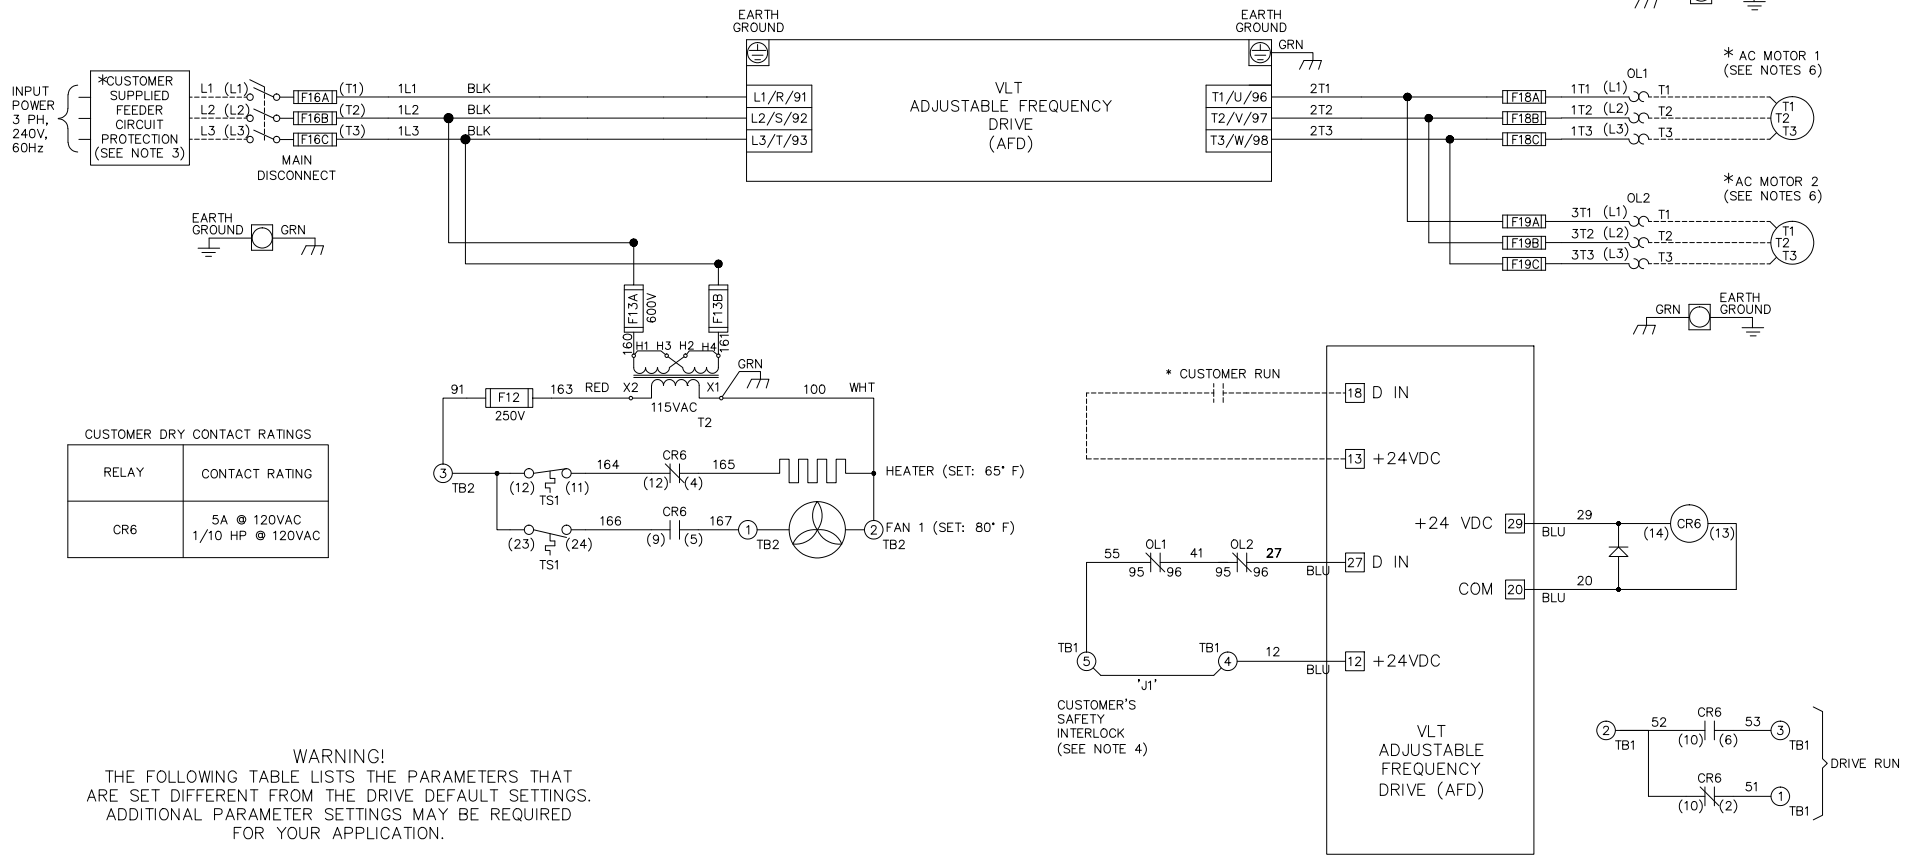 EARTH
GROUND
EARTH
GROUND
GRN
INPUT
POWER
3 PH,
240V,
60Hz
*CUSTOMER
SUPPLIED
FEEDER
CIRCUIT
PROTECTION
(SEE NOTE 3)
L1 (L1) F16A (T1) 1L1 BLK
L2 (L2) F16B (T2) 1L2
L3 (L3) F16C (T3) 1L3 BLK
MAIN
DISCONNECT
L1/R/91
L2/S/92
L3/T/93
VLT
ADJUSTABLE FREQUENCY
DRIVE
(AFD)
T1/U/96 2T1
T2/V/97 2T2
T3/W/98 2T3
* AC MOTOR 1
(SEE NOTES 6)
OL1
F18A 1T1 (L1) T1 T1
F18B 1T2 (L2) T2 T2
F18C 1T3 (L3) T3 T3
*AC MOTOR 2
(SEE NOTES 6)
OL2
F19A 3T1 (L1) T1 T1
F19B 3T2 (L2) T2 T2
F19C 3T3 (L3) T3 T3
EARTH
GROUND
GRN
GRN
EARTH
GROUND
F13A
600V
F13B
160
161
H1 H3 H2 H4
GRN
91 F12 163 RED X2 X1 100 WHT
250V
115VAC
T2
CUSTOMER DRY CONTACT RATINGS
RELAY CONTACT RATING
CR6 5A @ 120VAC
1/10 HP @ 120VAC
3
TB2
(12) (11)
TS1
164
CR6
(12) (4)
165
HEATER (SET: 65° F)
(23) (24)
TS1
166
CR6
(9) (5)
167
1
TB2
2
TB2
FAN 1 (SET: 80° F)
* CUSTOMER RUN
18 D IN
13 +24VDC
55
OL1
95 96
41
OL2
95 96
27
BLU
27 D IN
TB1
5
TB1
4
12
BLU
12 +24VDC
'J1'
CUSTOMER'S
SAFETY
INTERLOCK
(SEE NOTE 4)
+24 VDC 29 29
BLU
(14) CR6 (13)
COM 20 20
BLU
VLT
ADJUSTABLE
FREQUENCY
DRIVE (AFD)
2
TB1
52
CR6
(10) (6)
53
3
TB1
CR6
(10) (2)
51
1
TB1
DRIVE RUN
WARNING!
THE FOLLOWING TABLE LISTS THE PARAMETERS THAT
ARE SET DIFFERENT FROM THE DRIVE DEFAULT SETTINGS.
ADDITIONAL PARAMETER SETTINGS MAY BE REQUIRED
FOR YOUR APPLICATION.